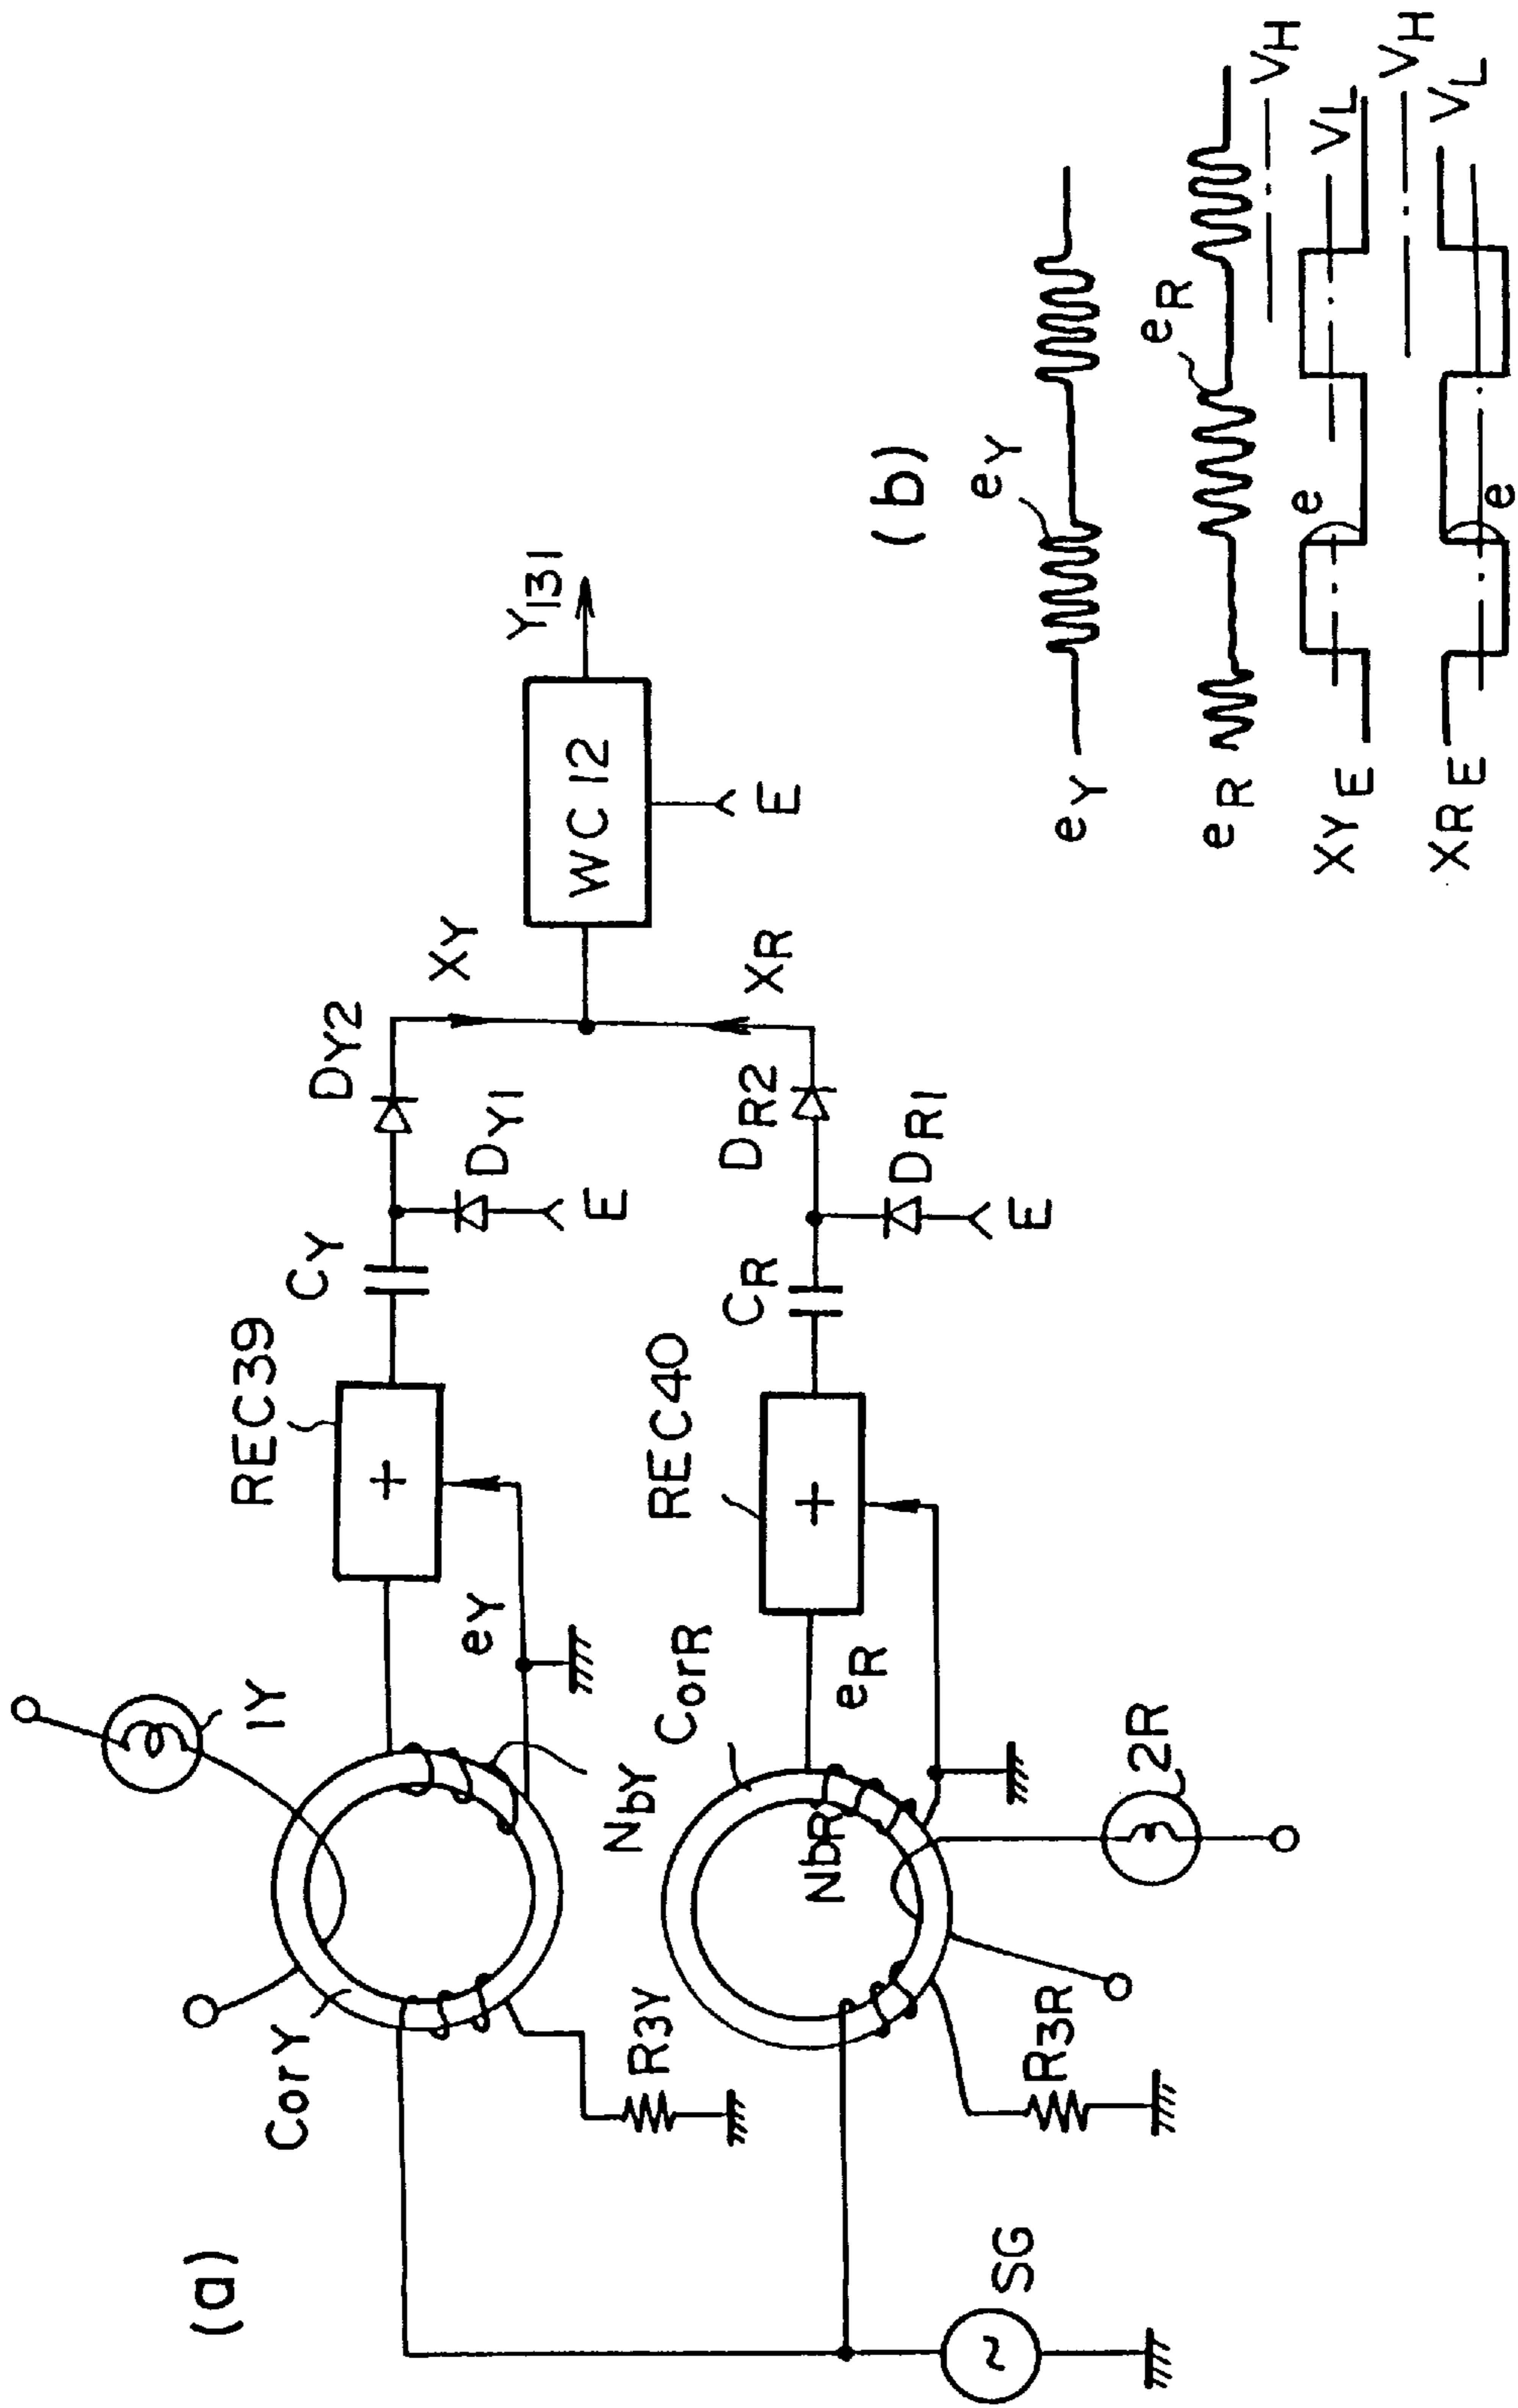 (a)
CorY
1Y
REC39
+
CY
DY2
DY1
E
XY
eY
NbY
R3Y
WC12
Y131
E
XR
CorR
eR
NbR
REC40
+
CR
DR2
DR1
E
2R
R3R
SG
~
(b)
eY
eY
eR
eR
VH
XY
E
e
VL
VH
XR
E
e
VL